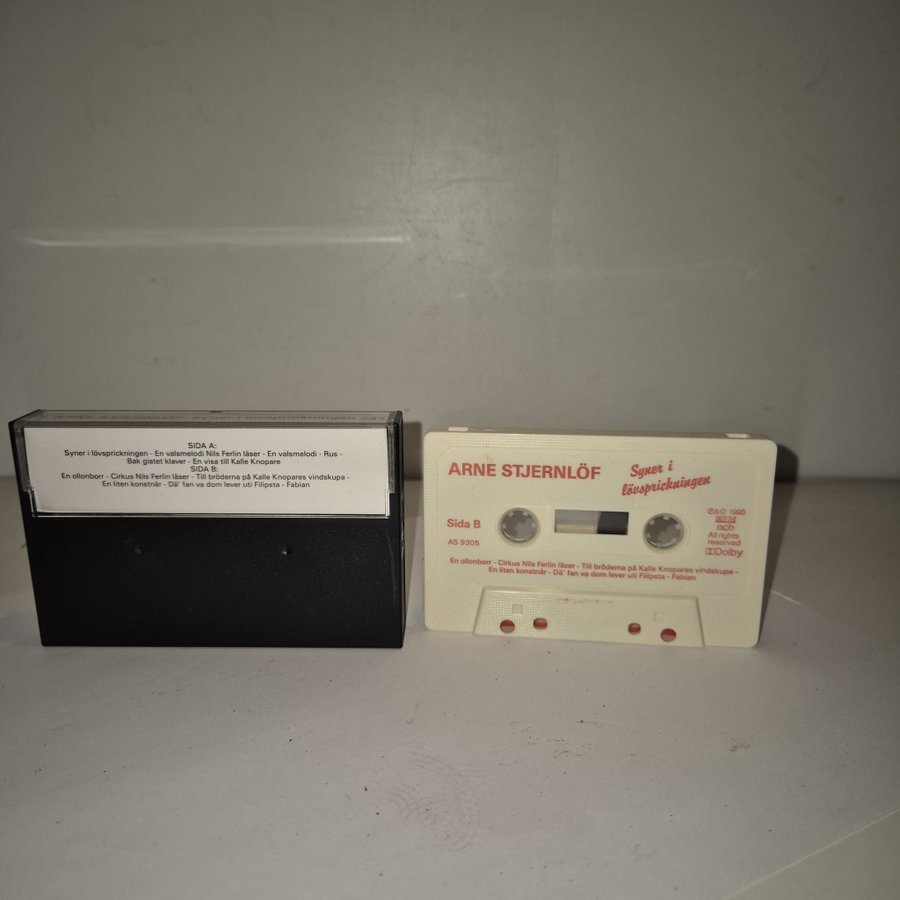 SIDA A:
Syner i lövsprickningen - En valsmelodi Nils Ferlin läser - En valsmelodi - Rus -
Bak gistet klaver - En visa till Kalle Knopare
SIDA B:
En ollonborr - Cirkus Nils Ferlin läser - Till bröderna på Kalle Knopares vindskupa -
En liten konstnär - Dä' fan va dom lever uti Filipsta - Fabian
ARNE STJERNLÖF
Syner i
lövsprickningen
Sida B
AS 9305
℗&© 1993
STEM
ncb
All rights
reserved
Dolby
En ollonborr - Cirkus Nils Ferlin läser - Till bröderna på Kalle Knopares vindskupa -
En liten konstnär - Dä' fan va dom lever uti Filipsta - Fabian